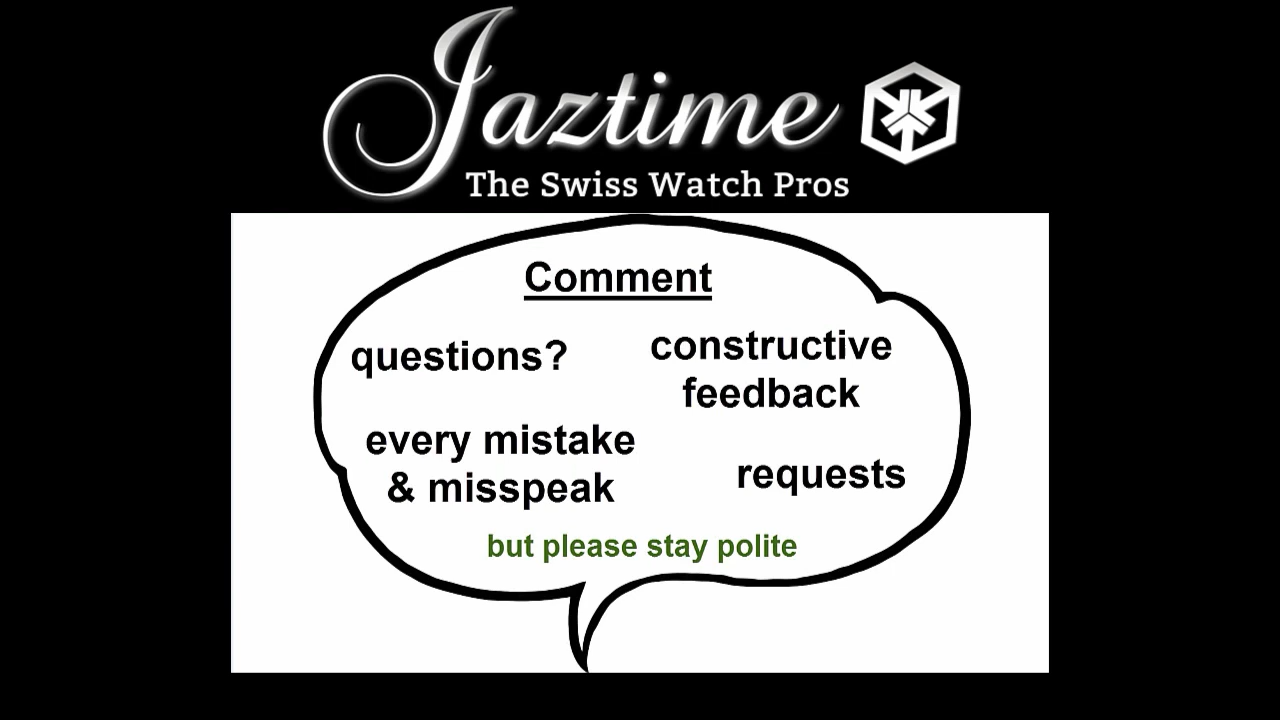 Jaztime
The Swiss Watch Pros
Comment
questions?
constructive
feedback
every mistake
& misspeak
requests
but please stay polite